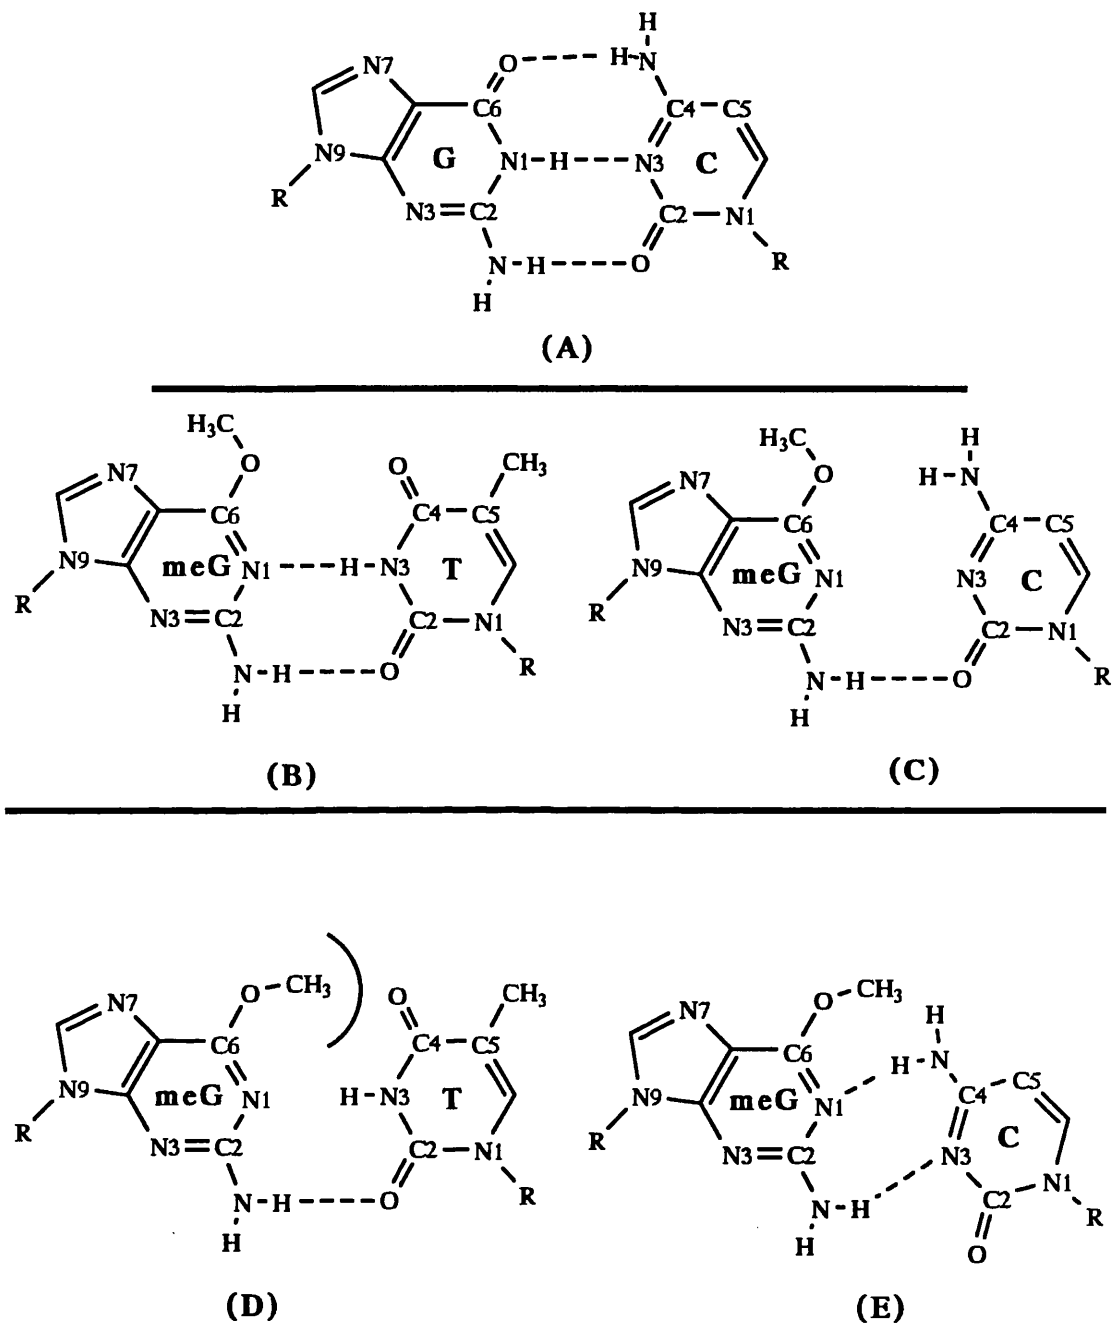 H
O H N
N7
C6 C4 C5
N9 G N1 H N3 C
R N3 C2 C2 N1
N H O R
H
(A)
H₃C H₃C H
O O CH₃ O H N
N7 N7
C6 C4 C5 C6 C4 C5
N9 meG N1 H N3 T N9 meG N1 N3 C
R N3 C2 C2 N1 R N3 C2 C2 N1
N H O R N H O R
H H
(B) (C)
O CH₃ O CH₃ O CH₃ H
N7 N7 H N
C6 C4 C5 C6 C4 C5
N9 meG N1 H N3 T N9 meG N1 C
R N3 C2 C2 N1 R N3 C2 N3 C2 N1
N H O R N H R
H H O
(D) (E)